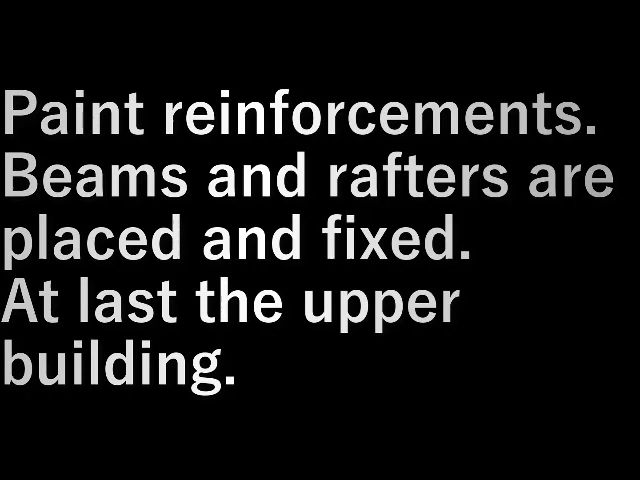 Paint reinforcements.
Beams and rafters are
placed and fixed.
At last the upper
building.